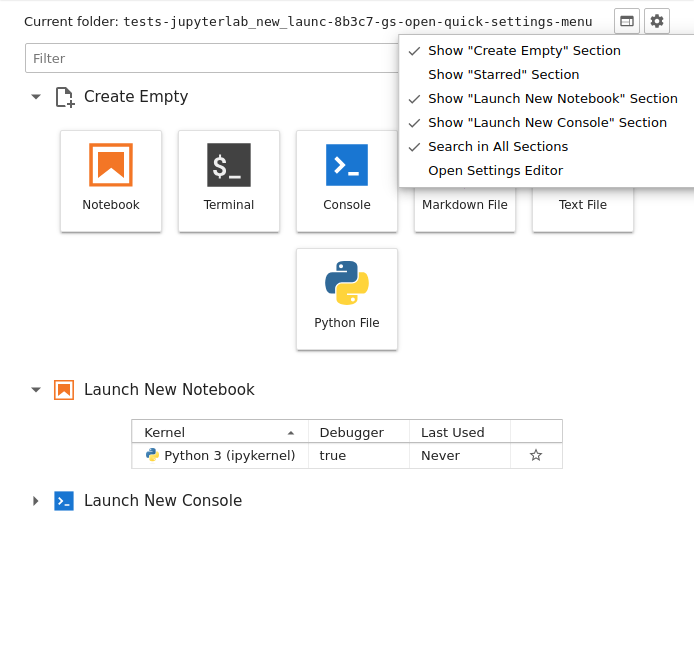 Current folder: tests-jupyterlab_new_launc-8b3c7-gs-open-quick-settings-menu
Filter
Show "Create Empty" Section
Show "Starred" Section
Show "Launch New Notebook" Section
Show "Launch New Console" Section
Search in All Sections
Open Settings Editor
Create Empty
$_
>_
Notebook
Terminal
Console
Markdown File
Text File
Python File
Launch New Notebook
Kernel Debugger Last Used
Python 3 (ipykernel) true Never
>_ Launch New Console